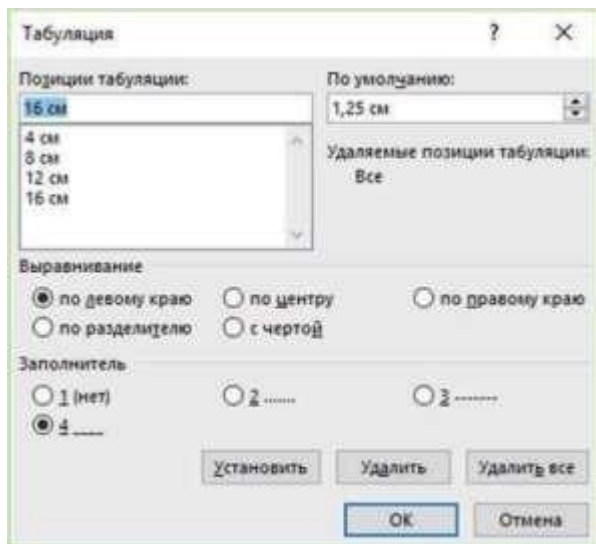 Табуляция ? ✕
Позиции табуляции: По умолчанию:
16 см 1,25 см
4 см
8 см
12 см
16 см
Удаляемые позиции табуляции:
Все
Выравнивание
по левому краю по центру по правому краю
по разделителю с чертой
Заполнитель
1 (нет) 2 ....... 3 -------
4 ____
Установить Удалить Удалить все
ОК Отмена